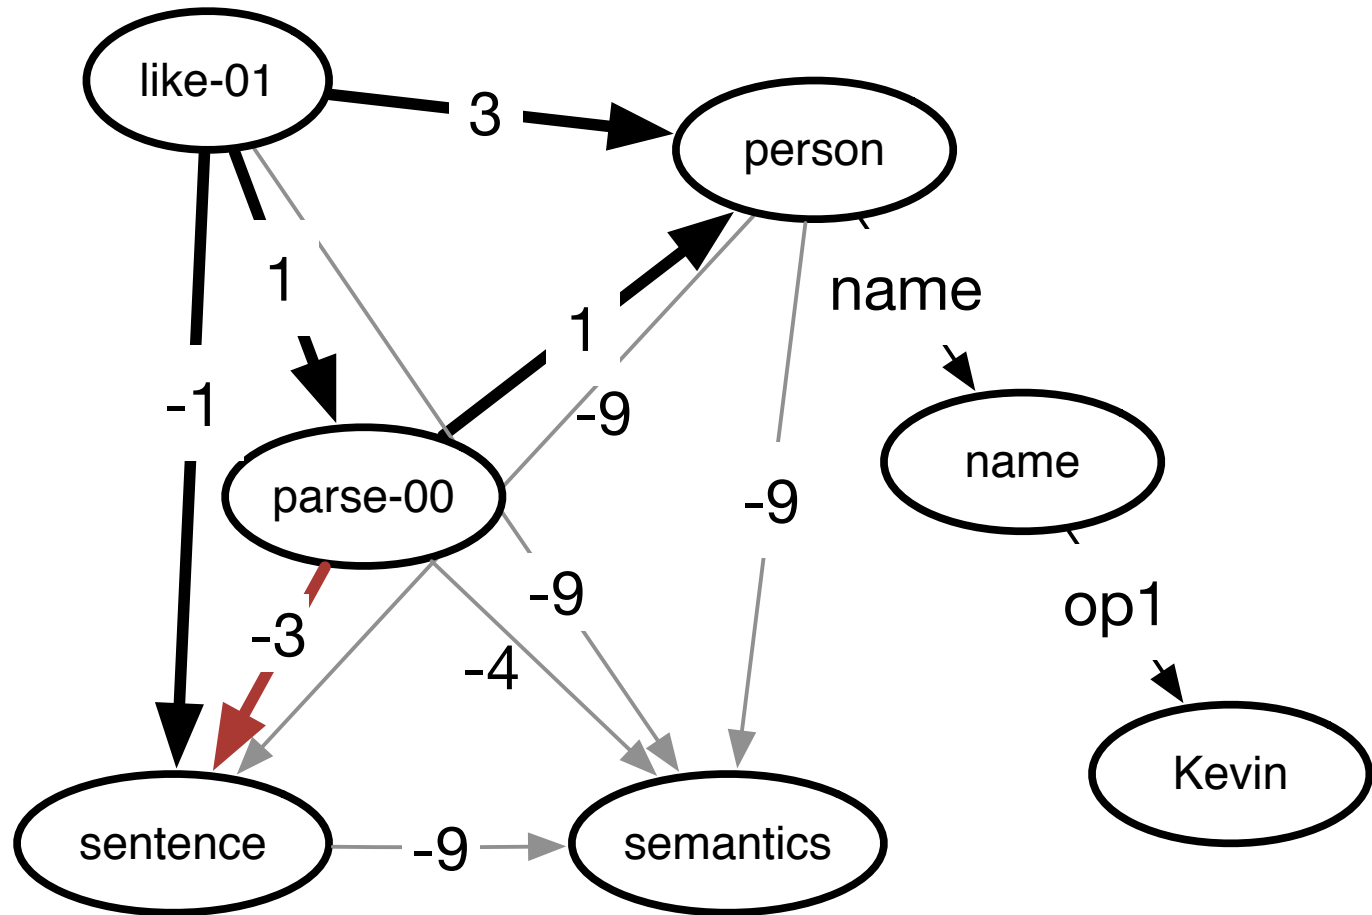 like-01
3
person
1
name
1
-1
-9
name
parse-00
-9
-9
op1
-3
-4
Kevin
sentence
-9
semantics